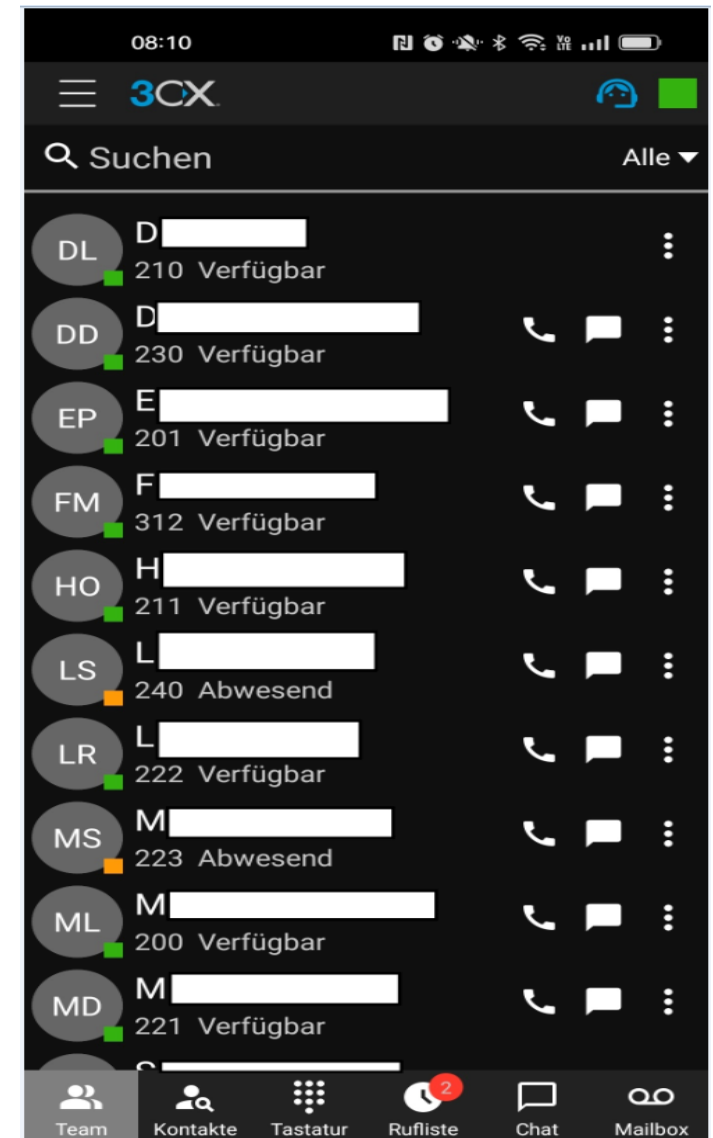 08:10
3CX
Suchen Alle
DL D
210 Verfügbar
DD D
230 Verfügbar
EP E
201 Verfügbar
FM F
312 Verfügbar
HO H
211 Verfügbar
LS L
240 Abwesend
LR L
222 Verfügbar
MS M
223 Abwesend
ML M
200 Verfügbar
MD M
221 Verfügbar
2
Team Kontakte Tastatur Rufliste Chat Mailbox